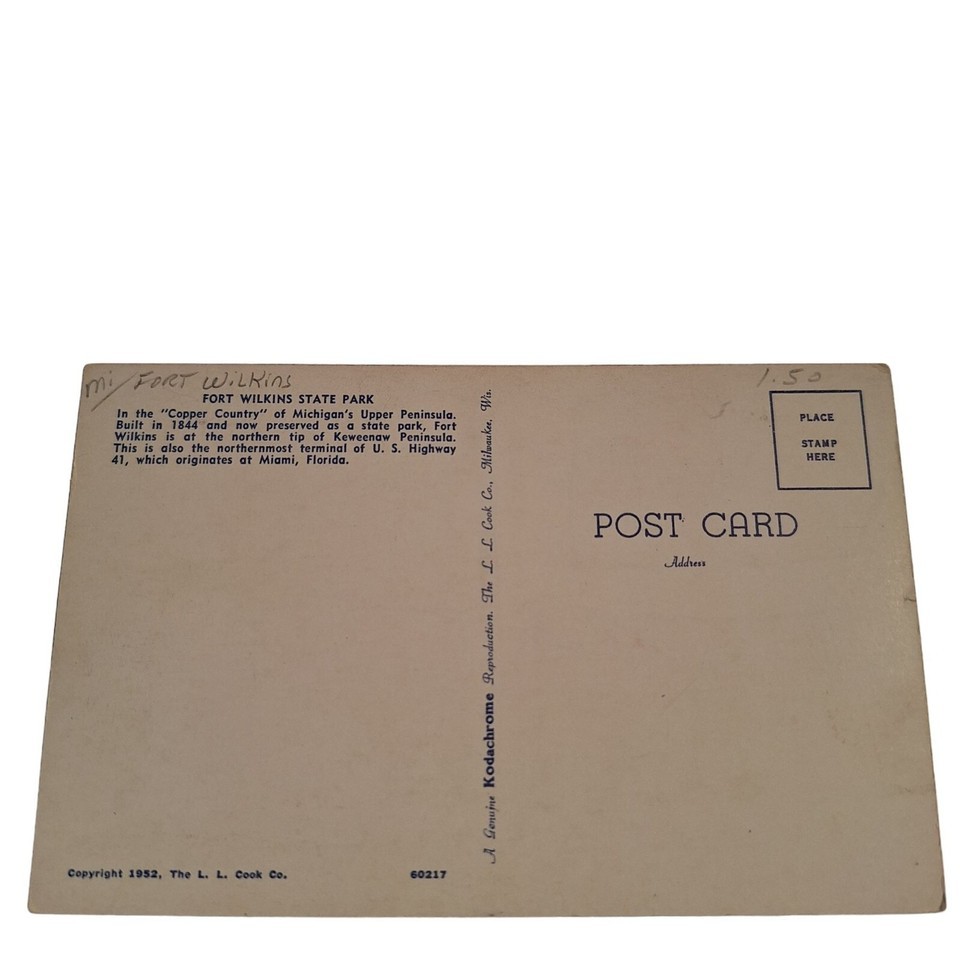 mi/FORT WILKINS
1.50
FORT WILKINS STATE PARK
In the "Copper Country" of Michigan's Upper Peninsula.
Built in 1844 and now preserved as a state park, Fort
Wilkins is at the northern tip of Keweenaw Peninsula.
This is also the northernmost terminal of U. S. Highway
41, which originates at Miami, Florida.
A Genuine Kodachrome Reproduction. The L. L. Cook Co., Milwaukee, Wis.
PLACE
STAMP
HERE
POST CARD
Address
Copyright 1952, The L. L. Cook Co.
60217